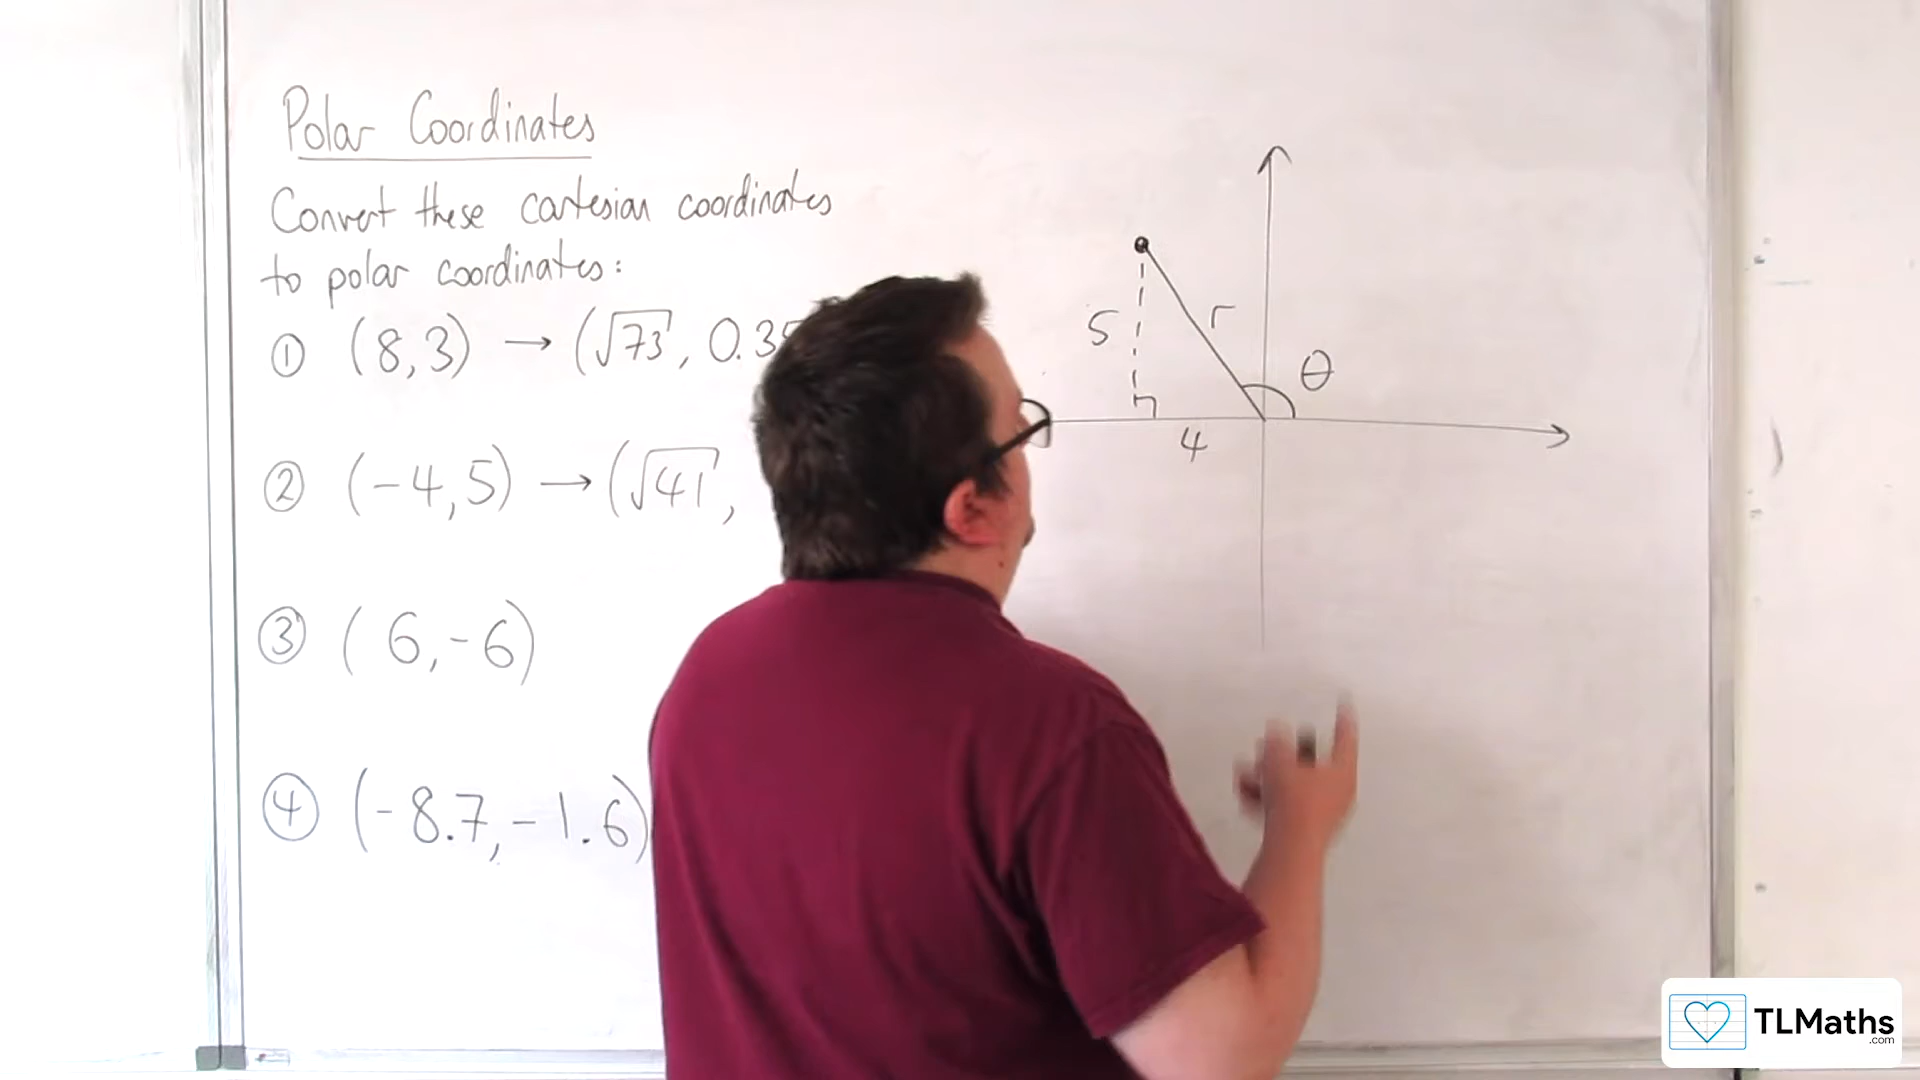 Polar Coordinates
Convert these cartesian coordinates
to polar coordinates:
① (8,3) → (√73, 0.35
② (-4,5) → (√41,
③ (6,-6)
④ (-8.7,-1.6)
5
r
θ
4
TLMaths
.com